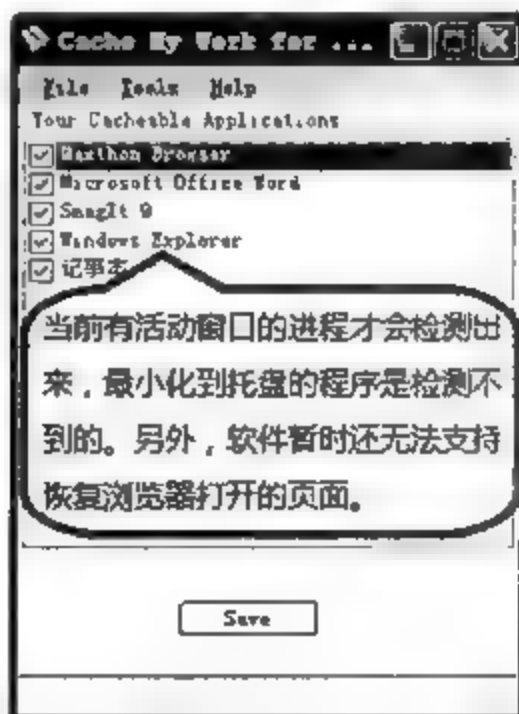 Cache My Work for ...
File Tools Help
Your Cacheable Applications
Maxthon Browser
Microsoft Office Word
SnagIt 9
Windows Explorer
记事本
当前有活动窗口的进程才会检测出
来，最小化到托盘的程序是检测不
到的。另外，软件暂时还无法支持
恢复浏览器打开的页面。
Save